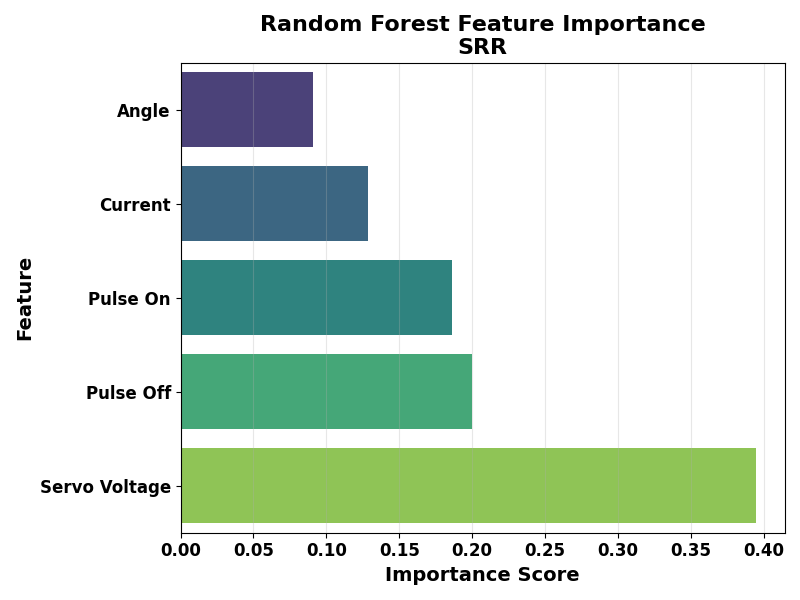 Random Forest Feature Importance
SRR
Angle
Current
Pulse On
Pulse Off
Servo Voltage
Feature
0.00 0.05 0.10 0.15 0.20 0.25 0.30 0.35 0.40
Importance Score